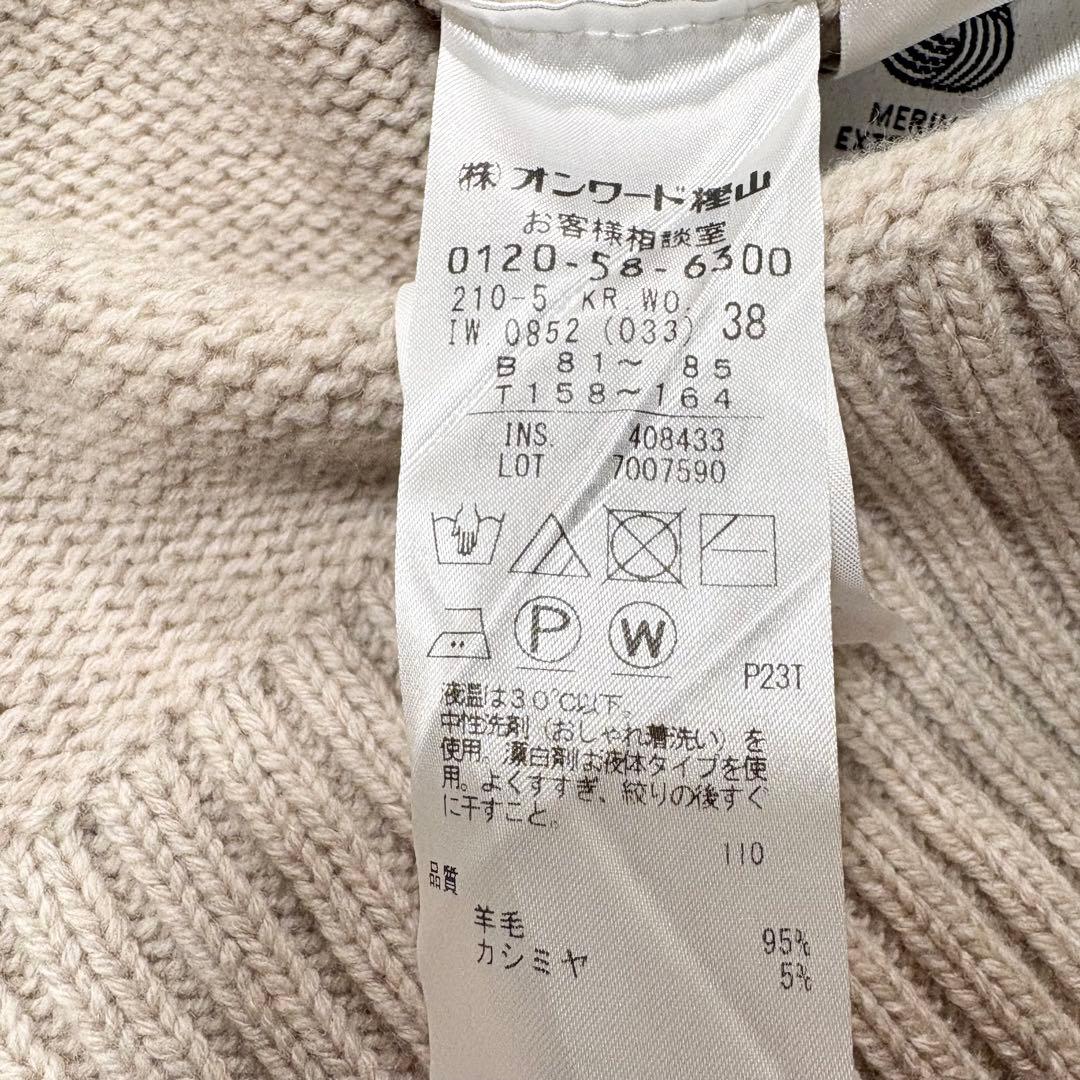 MERIN
(株)オンワード樫山
お客様相談室
0120-58-6300
210-5 KR.WO.
IW 0852 (033) 38
B 81～ 85
T158～164
INS. 408433
LOT 7007590
P W
P23T
液温は30℃以下。
中性洗剤（おしゃれ着洗い）を
使用。漂白剤は液体タイプを使
用。よくすすぎ、絞りの後すぐ
に干すこと。
110
品質
羊毛 95%
カシミヤ 5%